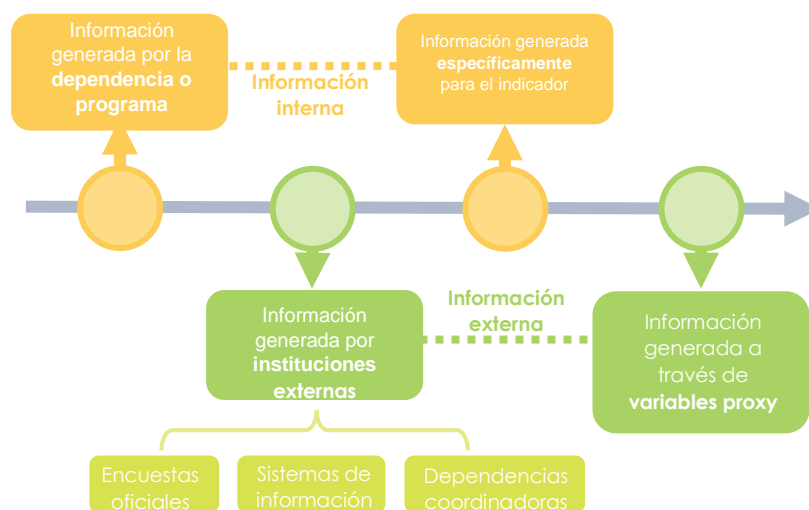 Información
generada por la
dependencia o
programa
Información
interna
Información generada
específicamente
para el indicador
Información
generada por
instituciones
externas
Información
externa
Información
generada a
través de
variables proxy
Encuestas
oficiales
Sistemas de
información
Dependencias
coordinadoras